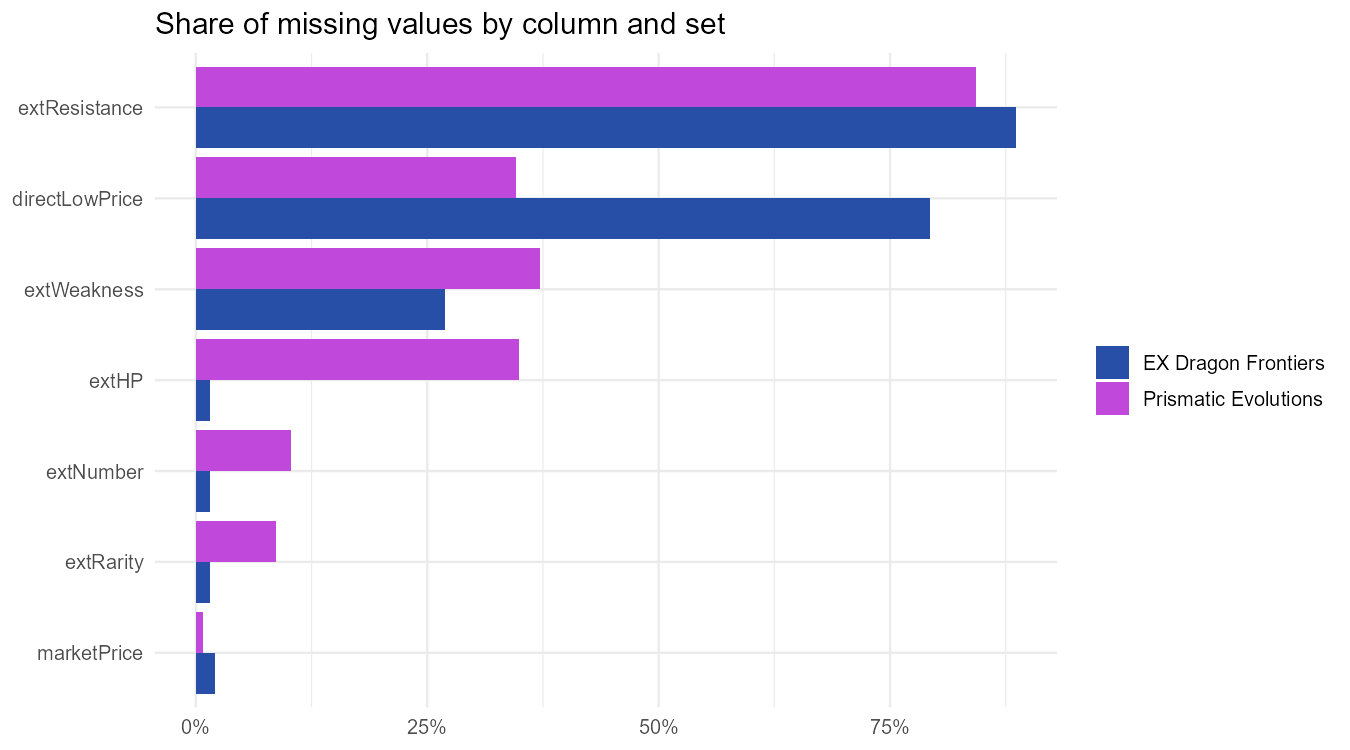 Share of missing values by column and set
extResistance
directLowPrice
extWeakness
extHP
extNumber
extRarity
marketPrice
0% 25% 50% 75%
EX Dragon Frontiers
Prismatic Evolutions